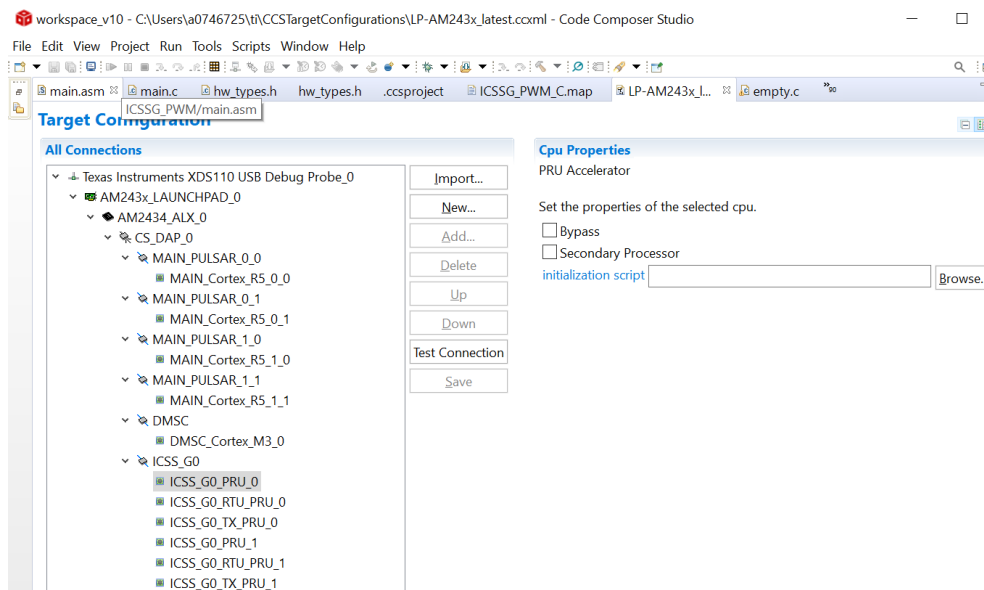 workspace_v10 - C:\Users\a0746725\ti\CCSTargetConfigurations\LP-AM243x_latest.ccxml - Code Composer Studio
File Edit View Project Run Tools Scripts Window Help
main.asm main.c hw_types.h hw_types.h .ccsproject ICSSG_PWM_C.map LP-AM243x_l... empty.c »90
ICSSG_PWM/main.asm
Target Configuration
All Connections
Texas Instruments XDS110 USB Debug Probe_0
AM243x_LAUNCHPAD_0
AM2434_ALX_0
CS_DAP_0
MAIN_PULSAR_0_0
MAIN_Cortex_R5_0_0
MAIN_PULSAR_0_1
MAIN_Cortex_R5_0_1
MAIN_PULSAR_1_0
MAIN_Cortex_R5_1_0
MAIN_PULSAR_1_1
MAIN_Cortex_R5_1_1
DMSC
DMSC_Cortex_M3_0
ICSS_G0
ICSS_G0_PRU_0
ICSS_G0_RTU_PRU_0
ICSS_G0_TX_PRU_0
ICSS_G0_PRU_1
ICSS_G0_RTU_PRU_1
ICSS_G0_TX_PRU_1
Import...
New...
Add...
Delete
Up
Down
Test Connection
Save
Cpu Properties
PRU Accelerator
Set the properties of the selected cpu.
Bypass
Secondary Processor
initialization script Browse.